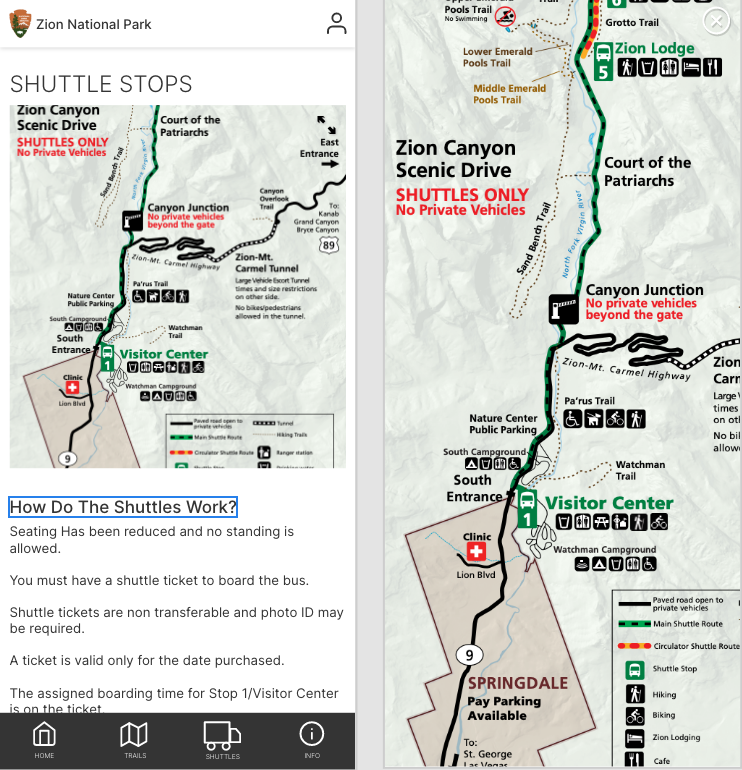 Zion National Park
SHUTTLE STOPS
Zion Canyon
Scenic Drive
SHUTTLES ONLY
No Private Vehicles
Court of the
Patriarchs
Sand Bench Trail
North Fork Virgin River
East
Entrance
Canyon
Overlook
Trail
To:
Kanab
Grand Canyon
Bryce Canyon
89
Canyon Junction
No private vehicles
beyond the gate
Zion-Mt. Carmel Highway
Zion-Mt.
Carmel Tunnel
Large Vehicle Escort Tunnel
times and size restrictions
on other side.
No bikes/pedestrians
allowed in the tunnel.
Pa'rus Trail
Nature Center
Public Parking
South Campground
South
Entrance
Watchman
Trail
1
Visitor Center
Clinic
Watchman Campground
Lion Blvd
9
Paved road open to
private vehicles
Tunnel
Main Shuttle Route
Hiking Trails
Circulator Shuttle Route
Ranger station
How Do The Shuttles Work?
Seating Has been reduced and no standing is
allowed.
You must have a shuttle ticket to board the bus.
Shuttle tickets are non transferable and photo ID may
be required.
A ticket is valid only for the date purchased.
The assigned boarding time for Stop 1/Visitor Center
is on the ticket.
HOME
TRAILS
SHUTTLES
INFO
Pools Trail
No Swimming
Trail
Grotto Trail
Lower Emerald
Pools Trail
Zion Lodge
5
Middle Emerald
Pools Trail
Zion Canyon
Scenic Drive
SHUTTLES ONLY
No Private Vehicles
Court of the
Patriarchs
Sand Bench Trail
North Fork Virgin River
Canyon Junction
No private vehicles
beyond the gate
Zion-Mt. Carmel Highway
Zion
Carm
Large V
times
on oth
No bil
allowe
Pa'rus Trail
Nature Center
Public Parking
South Campground
South
Entrance
Watchman
Trail
1
Visitor Center
Clinic
Watchman Campground
Lion Blvd
9
SPRINGDALE
Pay Parking
Available
To:
St. George
Las Vegas
Paved road open to
private vehicles
Main Shuttle Route
Circulator Shuttle Route
Shuttle Stop
Hiking
Biking
Zion Lodging
Cafe